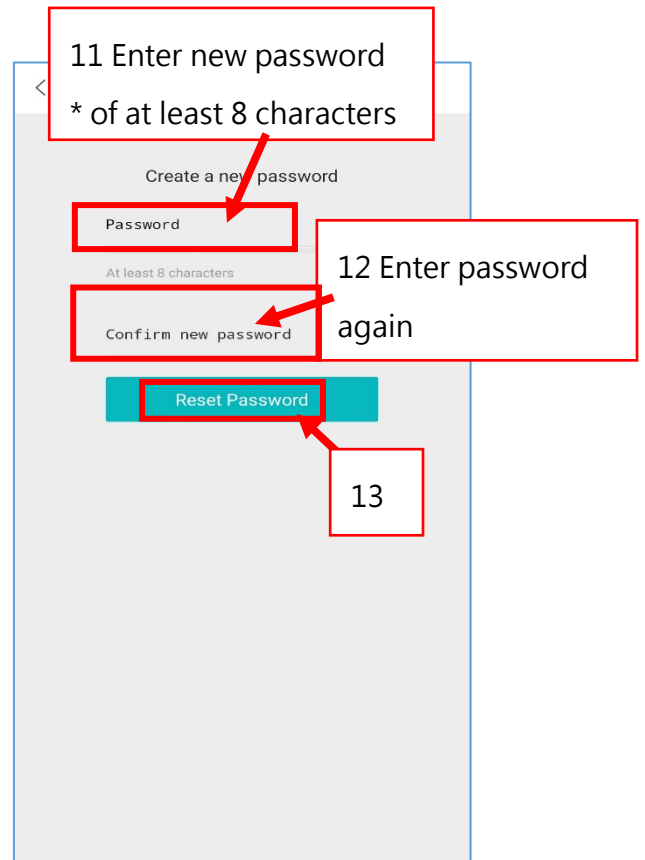 11 Enter new password
* of at least 8 characters
<
Create a new password
Password
At least 8 characters
12 Enter password
again
Confirm new password
Reset Password
13